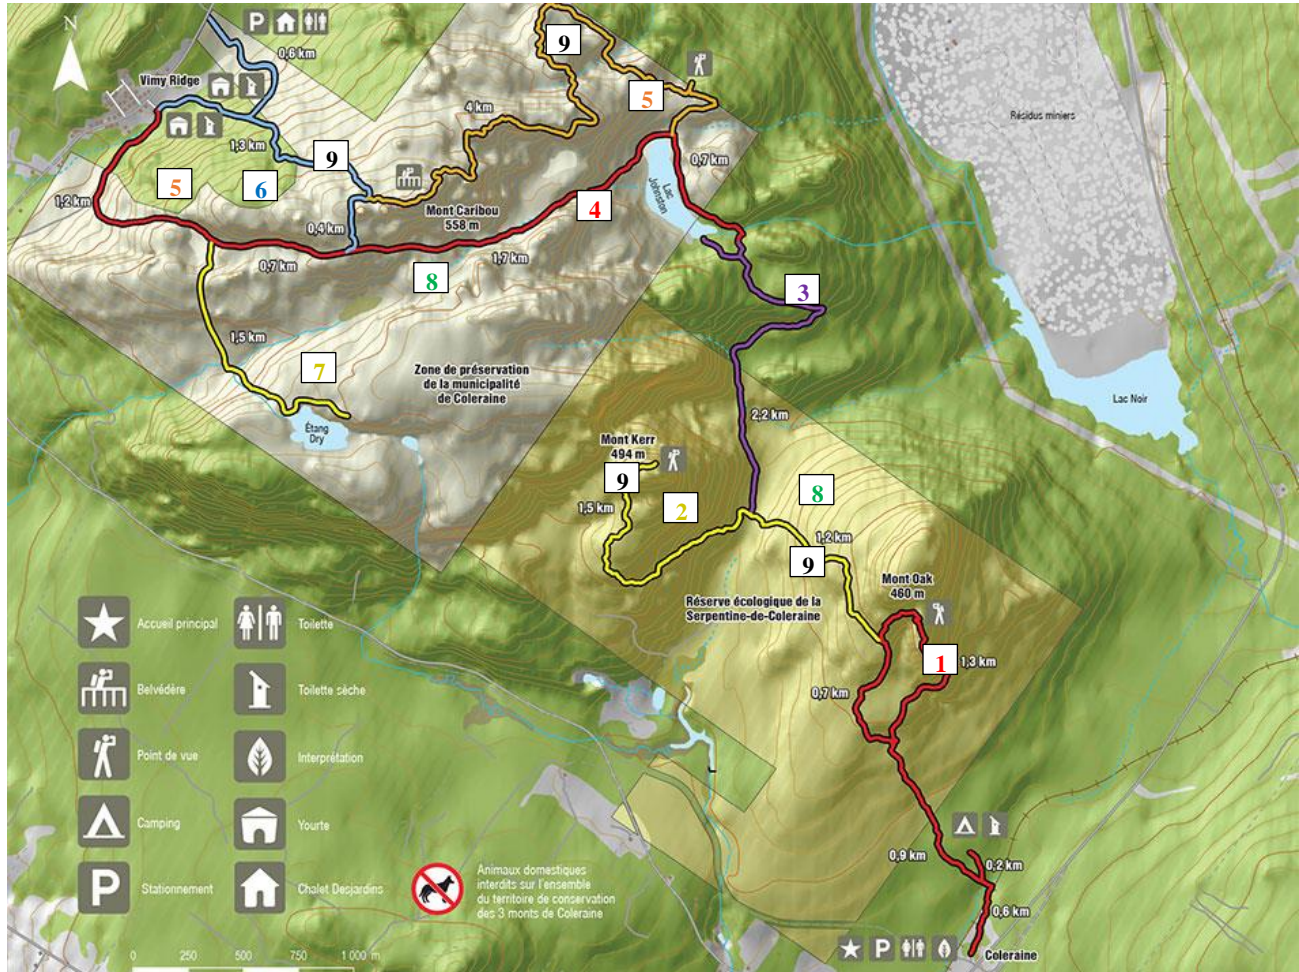 N
P
0,6 km
9
Vimy Ridge
5
4 km
Résidus miniers
1,3 km
9
0,7 km
5
6
1,2 km
Lac
Johnston
4
Mont Caribou
558 m
0,4 km
0,7 km
1,7 km
8
3
1,5 km
7
Zone de préservation
de la municipalité
de Coleraine
Lac Noir
2,2 km
Étang
Dry
Mont Kerr
494 m
9
1,5 km
2
8
1,2 km
9
Mont Oak
460 m
Réserve écologique de la
Serpentine-de-Coleraine
1
1,3 km
0,7 km
Accueil principal
Toilette
Belvédère
Toilette sèche
Point de vue
Interprétation
Camping
Yourte
P
Stationnement
Chalet Desjardins
Animaux domestiques
interdits sur l'ensemble
du territoire de conservation
des 3 monts de Coleraine
0,9 km
0,2 km
0,6 km
P
Coleraine
0 250 500 750 1 000 m